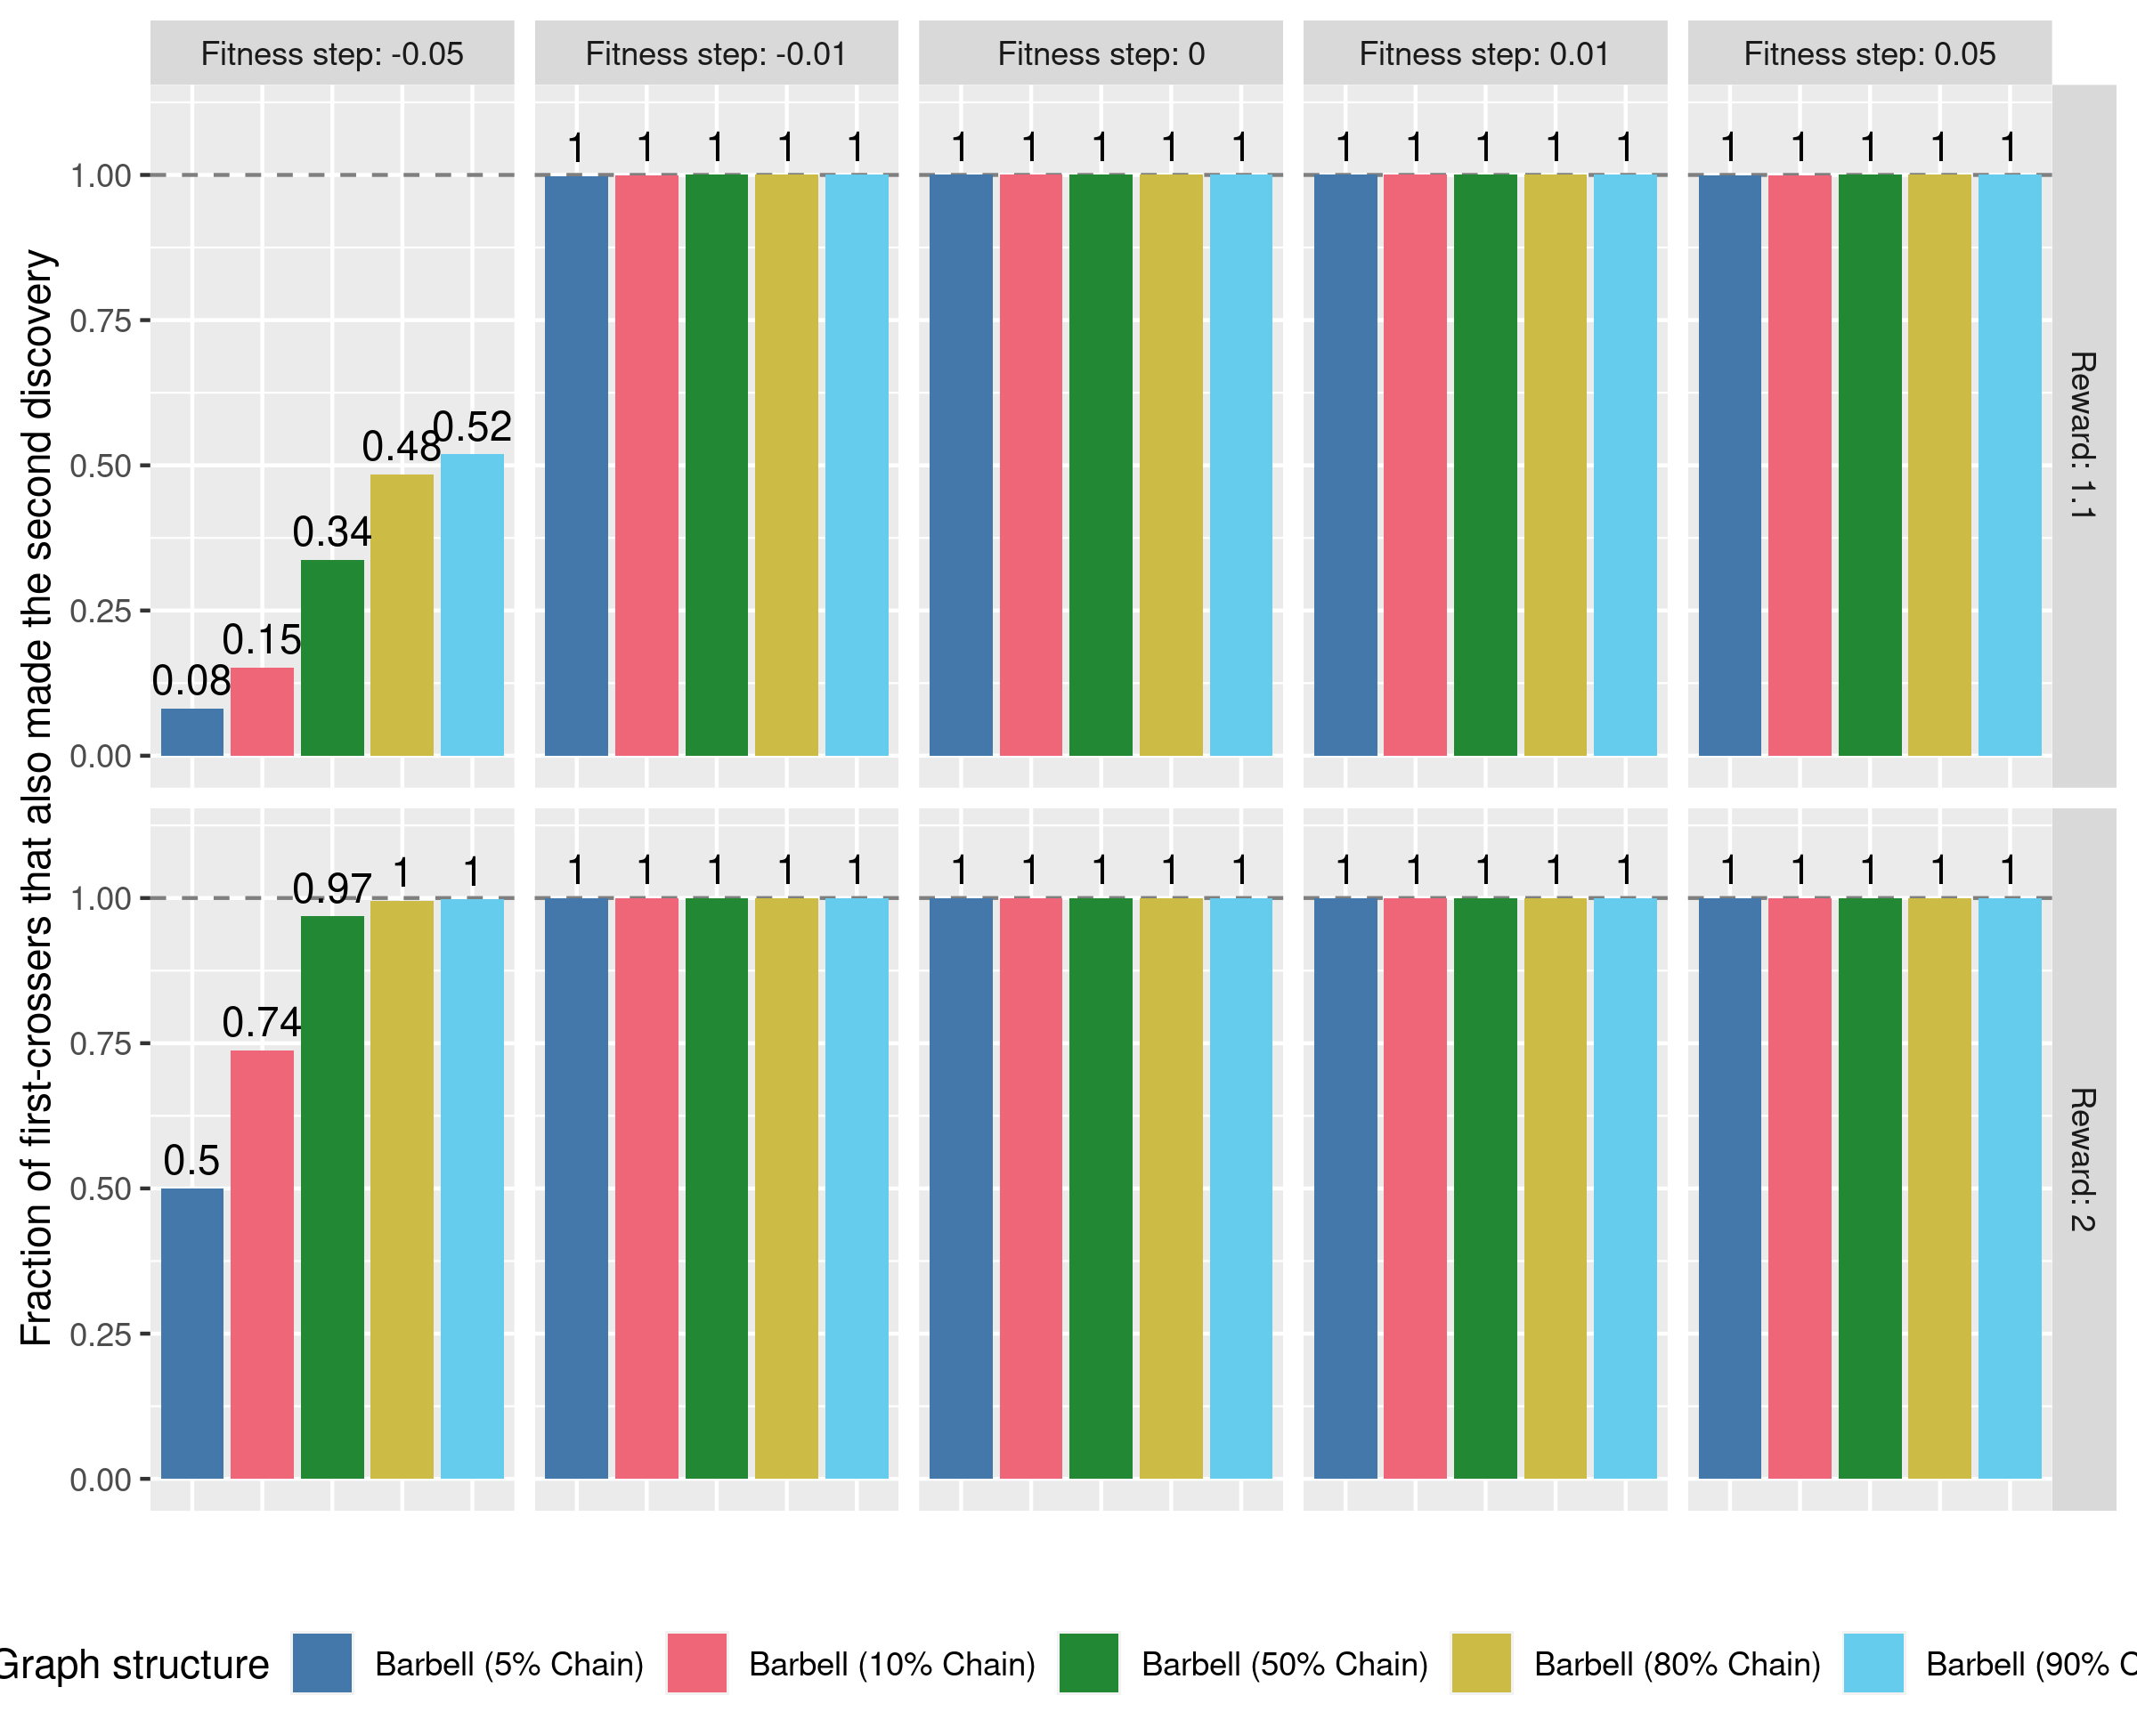 Fitness step: -0.05 Fitness step: -0.01 Fitness step: 0 Fitness step: 0.01 Fitness step: 0.05
Fraction of first-crossers that also made the second discovery
1.00
0.75
0.50
0.25
0.00
0.08 0.15 0.34 0.48 0.52
1 1 1 1 1
1 1 1 1 1
1 1 1 1 1
1 1 1 1 1
Reward: 1.1
1.00
0.75
0.50
0.25
0.00
0.5 0.74 0.97 1 1
1 1 1 1 1
1 1 1 1 1
1 1 1 1 1
1 1 1 1 1
Reward: 2
Graph structure Barbell (5% Chain) Barbell (10% Chain) Barbell (50% Chain) Barbell (80% Chain) Barbell (90% C